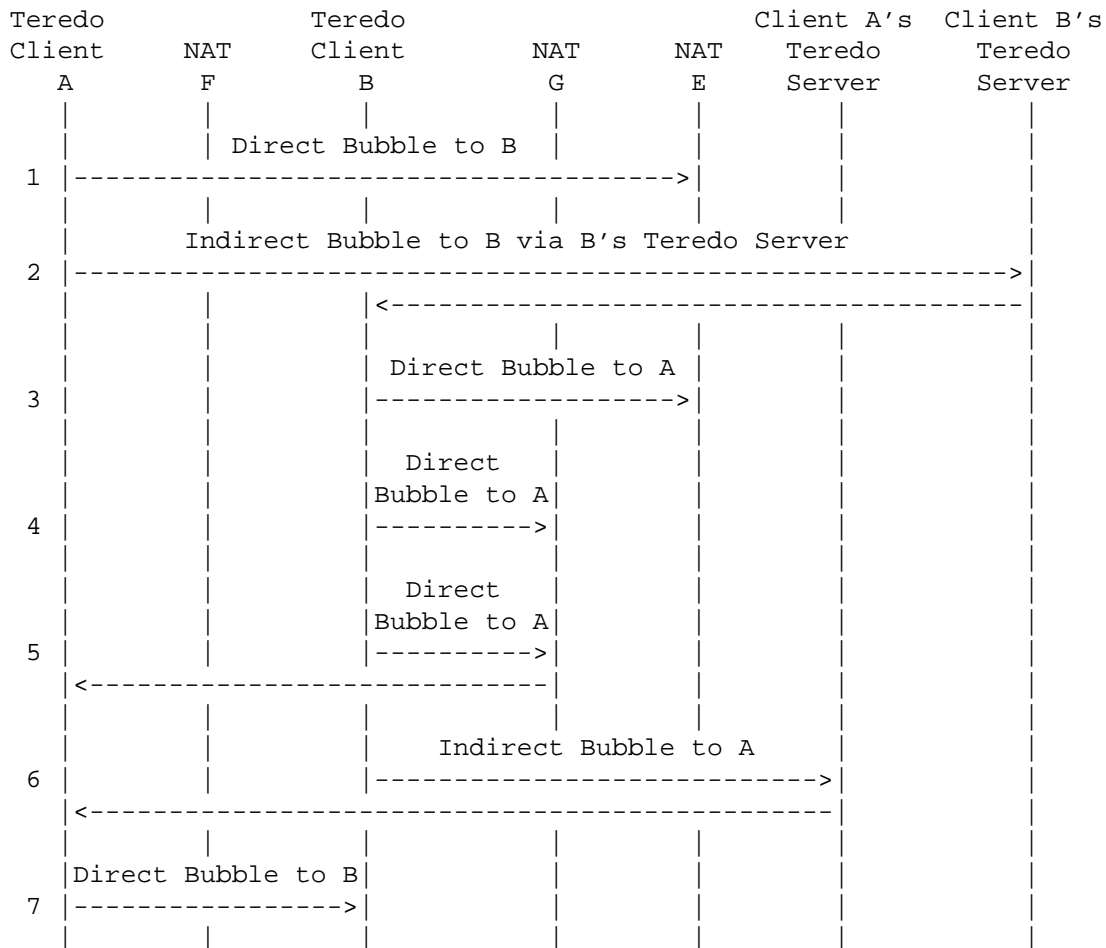 Teredo Teredo Client A's Client B's
Client NAT Client NAT NAT Teredo Teredo
A F B G E Server Server
Direct Bubble to B
1
Indirect Bubble to B via B's Teredo Server
2
Direct Bubble to A
3
Direct
Bubble to A
4
Direct
Bubble to A
5
Indirect Bubble to A
6
Direct Bubble to B
7